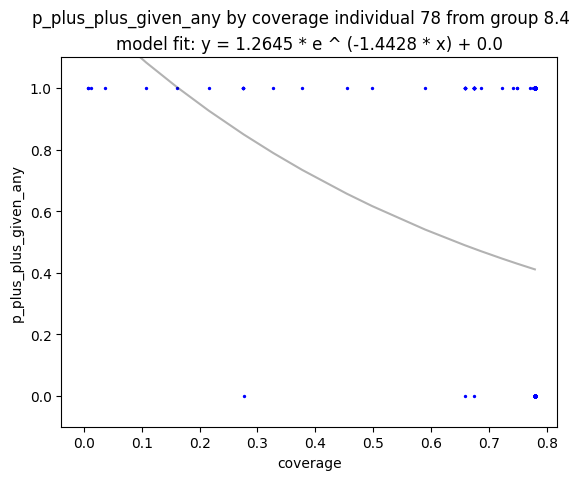 p_plus_plus_given_any by coverage individual 78 from group 8.4
model fit: y = 1.2645 * e ^ (-1.4428 * x) + 0.0
1.0
0.8
0.6
0.4
0.2
0.0
p_plus_plus_given_any
0.0 0.1 0.2 0.3 0.4 0.5 0.6 0.7 0.8
coverage